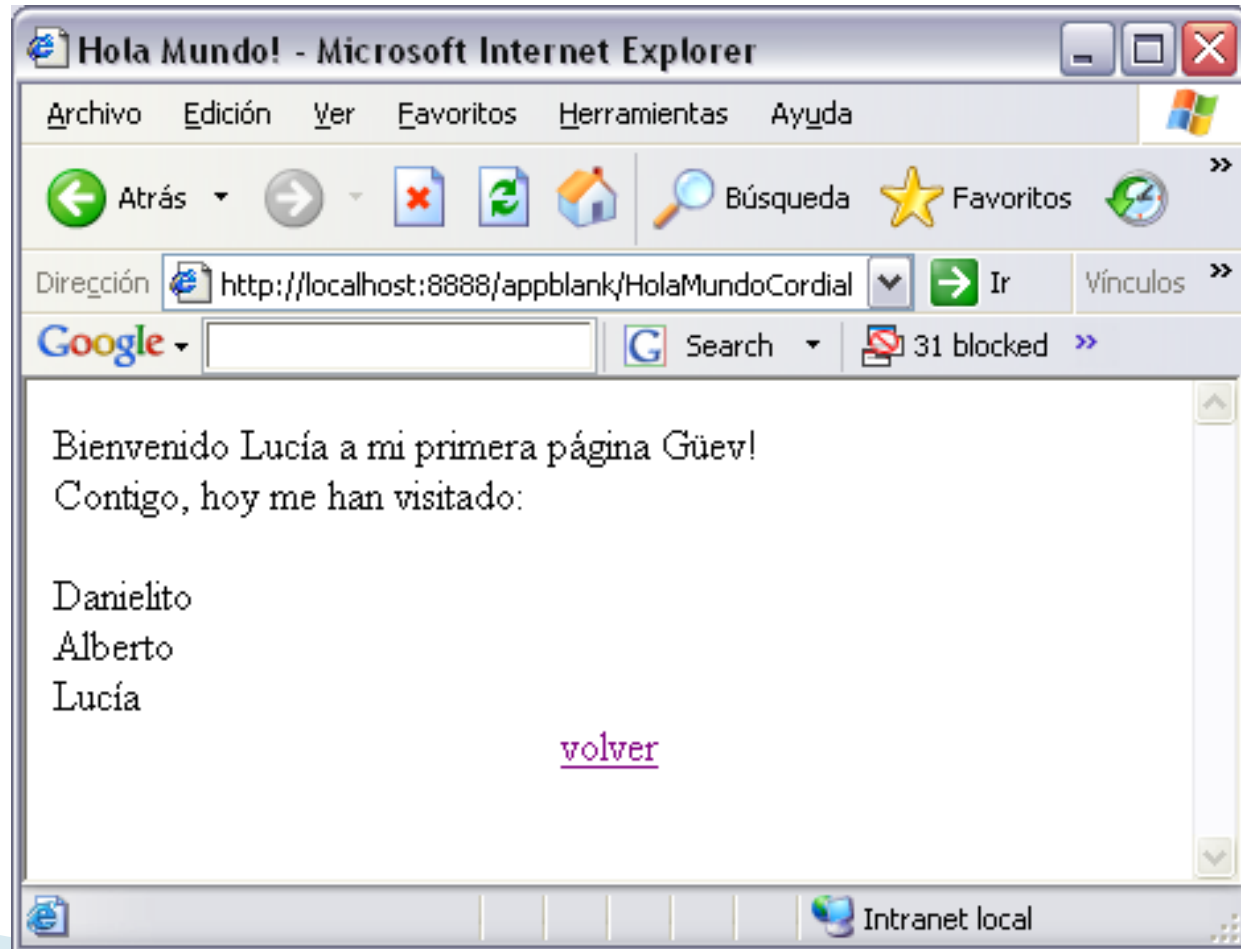 Hola Mundo! - Microsoft Internet Explorer
Archivo Edición Ver Favoritos Herramientas Ayuda
Atrás Búsqueda Favoritos »
Dirección http://localhost:8888/appblank/HolaMundoCordial Ir Vínculos »
Google G Search 31 blocked »
Bienvenido Lucía a mi primera página Güev!
Contigo, hoy me han visitado:
Danielito
Alberto
Lucía
volver
Intranet local